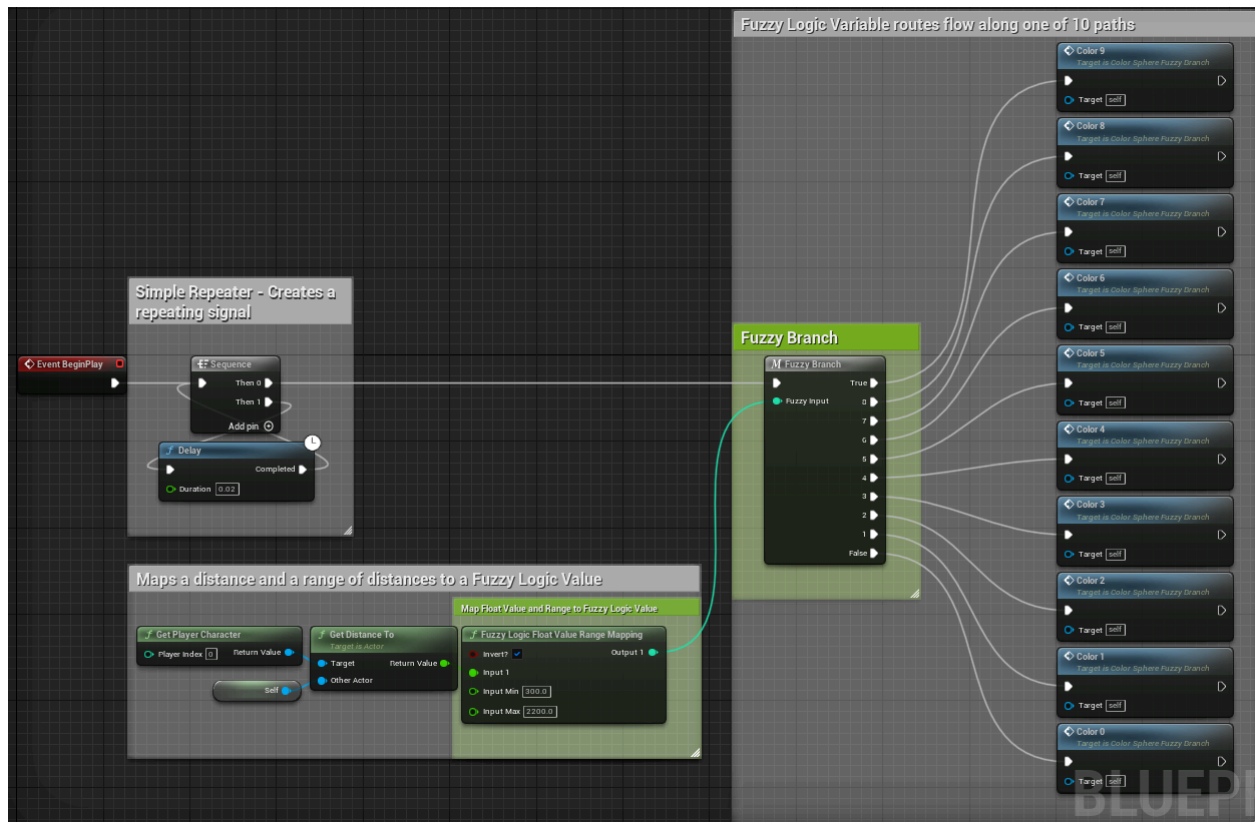 Fuzzy Logic Variable routes flow along one of 10 paths
Color 9
Target is Color Sphere Fuzzy Branch
Target self
Color 8
Target is Color Sphere Fuzzy Branch
Target self
Color 7
Target is Color Sphere Fuzzy Branch
Target self
Color 6
Target is Color Sphere Fuzzy Branch
Target self
Color 5
Target is Color Sphere Fuzzy Branch
Target self
Color 4
Target is Color Sphere Fuzzy Branch
Target self
Color 3
Target is Color Sphere Fuzzy Branch
Target self
Color 2
Target is Color Sphere Fuzzy Branch
Target self
Color 1
Target is Color Sphere Fuzzy Branch
Target self
Color 0
Target is Color Sphere Fuzzy Branch
Target self
Simple Repeater - Creates a
repeating signal
Event BeginPlay
Sequence
Then 0
Then 1
Add pin
Delay
Completed
Duration 0.02
Fuzzy Branch
M Fuzzy Branch
True
Fuzzy Input 8
7
6
5
4
3
2
1
False
Maps a distance and a range of distances to a Fuzzy Logic Value
Map Float Value and Range to Fuzzy Logic Value
f Get Player Character
Player Index 0 Return Value
Self
f Get Distance To
Target is Actor
Target Return Value
Other Actor
f Fuzzy Logic Float Value Range Mapping
Invert? Output 1
Input 1
Input Min 300.0
Input Max 2200.0
BLUEP